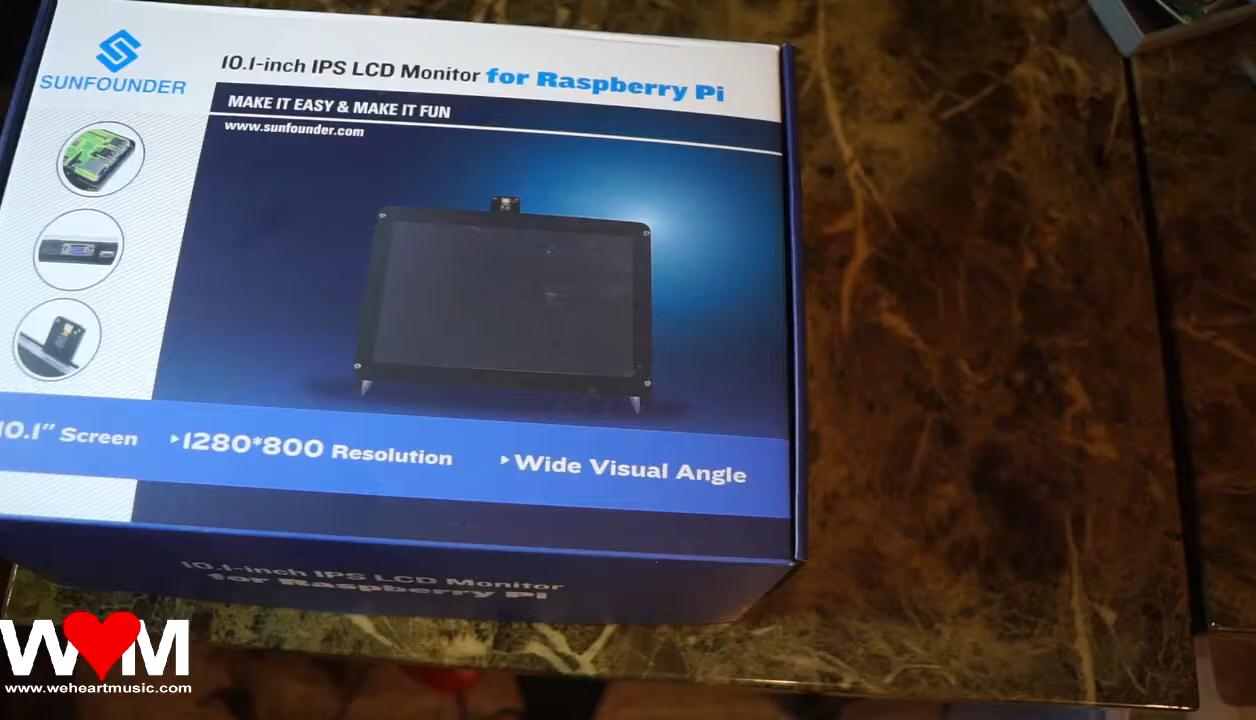 SUNFOUNDER
10.1-inch IPS LCD Monitor for Raspberry Pi
MAKE IT EASY & MAKE IT FUN
www.sunfounder.com
10.1" Screen
▸1280*800 Resolution
▸Wide Visual Angle
10.1-inch IPS LCD Monitor
for Raspberry Pi
W M
www.weheartmusic.com